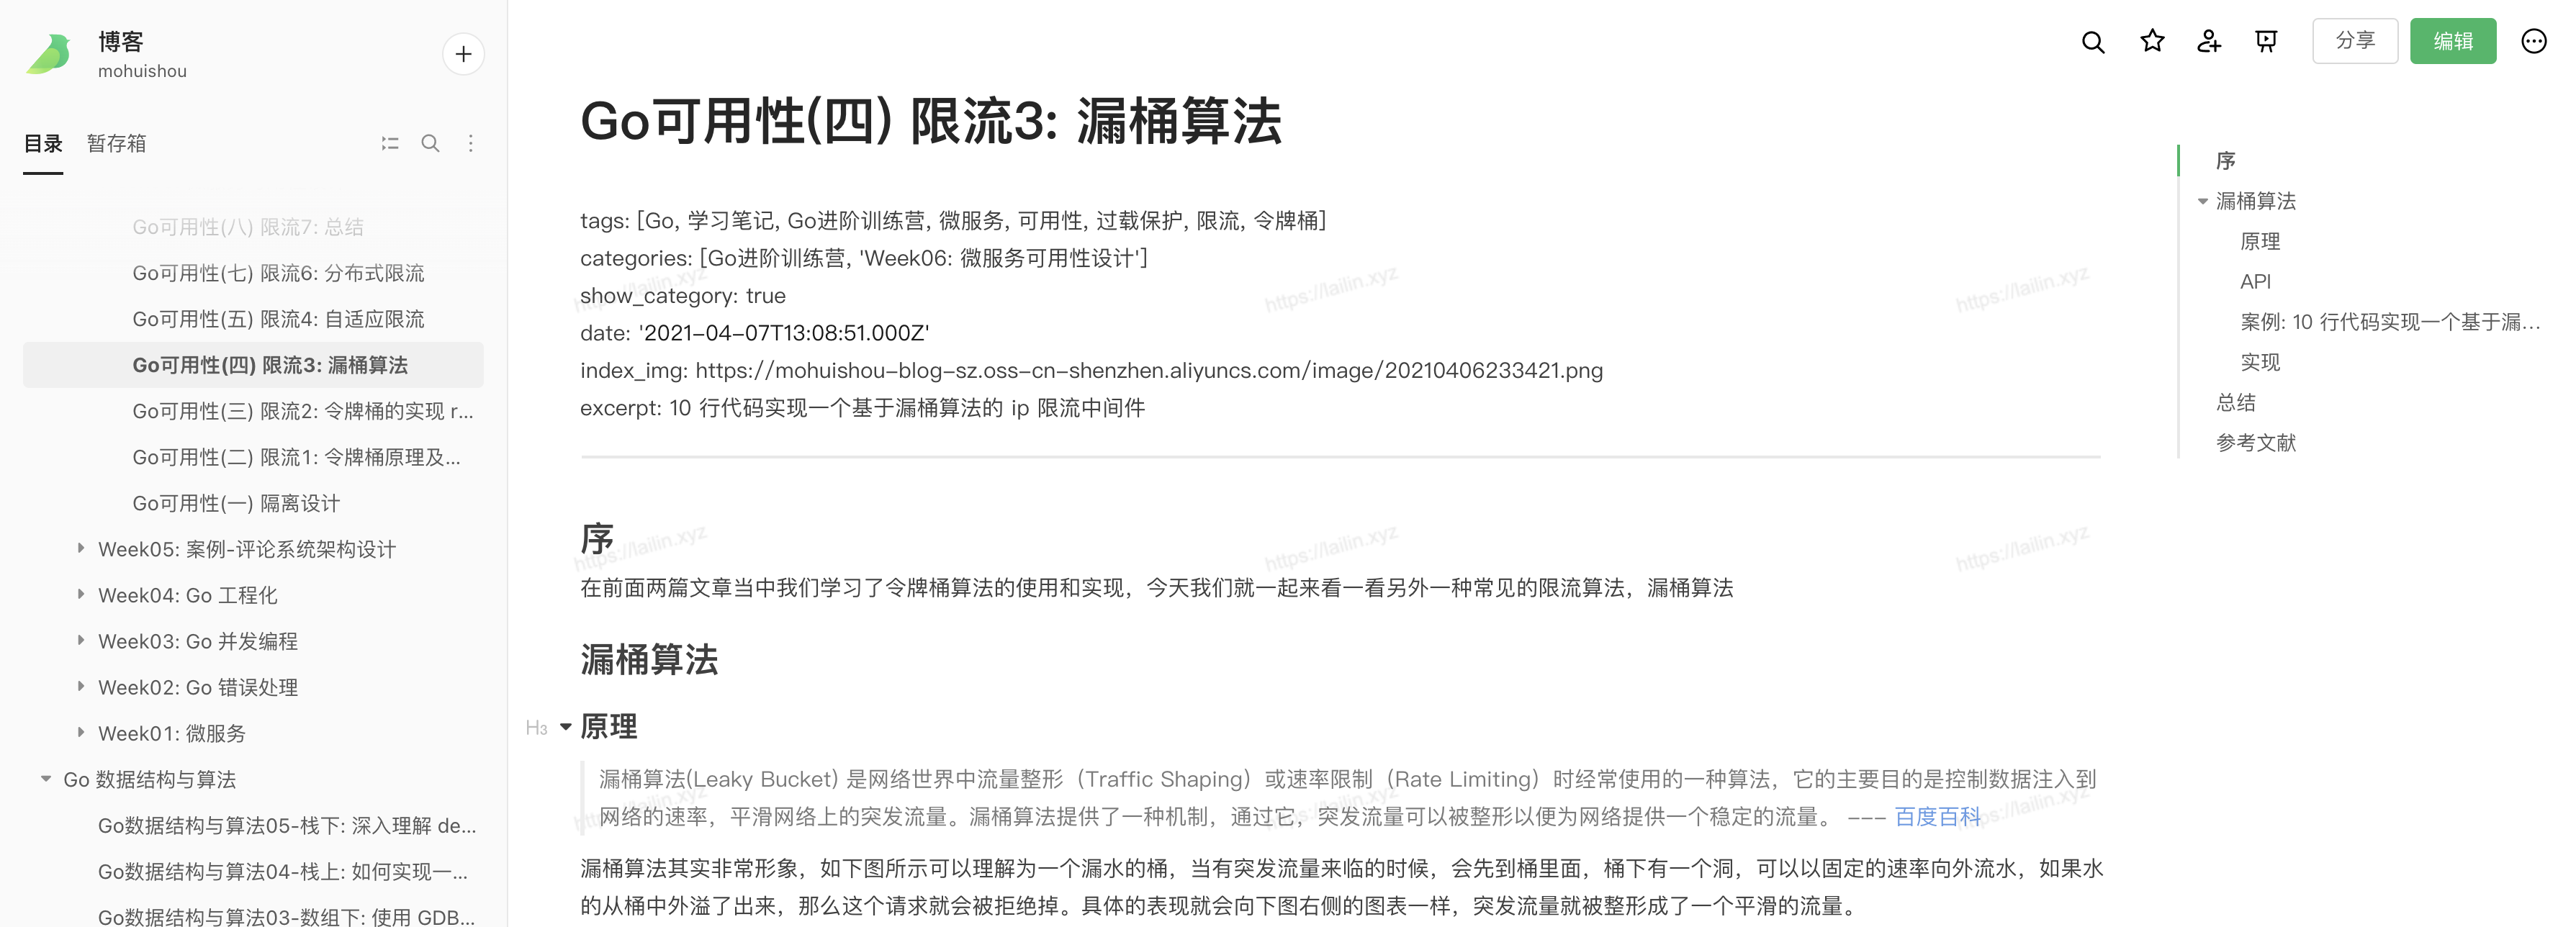 博客
mohuishou
目录 暂存箱
Go可用性(八) 限流7: 总结
Go可用性(七) 限流6: 分布式限流
Go可用性(五) 限流4: 自适应限流
Go可用性(四) 限流3: 漏桶算法
Go可用性(三) 限流2: 令牌桶的实现 r...
Go可用性(二) 限流1: 令牌桶原理及...
Go可用性(一) 隔离设计
Week05: 案例-评论系统架构设计
Week04: Go 工程化
Week03: Go 并发编程
Week02: Go 错误处理
Week01: 微服务
Go 数据结构与算法
Go数据结构与算法05-栈下: 深入理解 de...
Go数据结构与算法04-栈上: 如何实现一...
Go数据结构与算法03-数组下: 使用 GDB...
分享 编辑
Go可用性(四) 限流3: 漏桶算法
tags: [Go, 学习笔记, Go进阶训练营, 微服务, 可用性, 过载保护, 限流, 令牌桶]
categories: [Go进阶训练营, 'Week06: 微服务可用性设计']
show_category: true
date: '2021-04-07T13:08:51.000Z'
index_img: https://mohuishou-blog-sz.oss-cn-shenzhen.aliyuncs.com/image/20210406233421.png
excerpt: 10 行代码实现一个基于漏桶算法的 ip 限流中间件
https://lailin.xyz https://lailin.xyz https://lailin.xyz
序
https://lailin.xyz https://lailin.xyz https://lailin.xyz
在前面两篇文章当中我们学习了令牌桶算法的使用和实现，今天我们就一起来看一看另外一种常见的限流算法，漏桶算法
漏桶算法
H3 原理
漏桶算法(Leaky Bucket) 是网络世界中流量整形（Traffic Shaping）或速率限制（Rate Limiting）时经常使用的一种算法，它的主要目的是控制数据注入到
网络的速率，平滑网络上的突发流量。漏桶算法提供了一种机制，通过它，突发流量可以被整形以便为网络提供一个稳定的流量。 --- 百度百科
https://lailin.xyz https://lailin.xyz https://lailin.xyz
漏桶算法其实非常形象，如下图所示可以理解为一个漏水的桶，当有突发流量来临的时候，会先到桶里面，桶下有一个洞，可以以固定的速率向外流水，如果水
的从桶中外溢了出来，那么这个请求就会被拒绝掉。具体的表现就会向下图右侧的图表一样，突发流量就被整形成了一个平滑的流量。
序
漏桶算法
原理
API
案例: 10 行代码实现一个基于漏...
实现
总结
参考文献